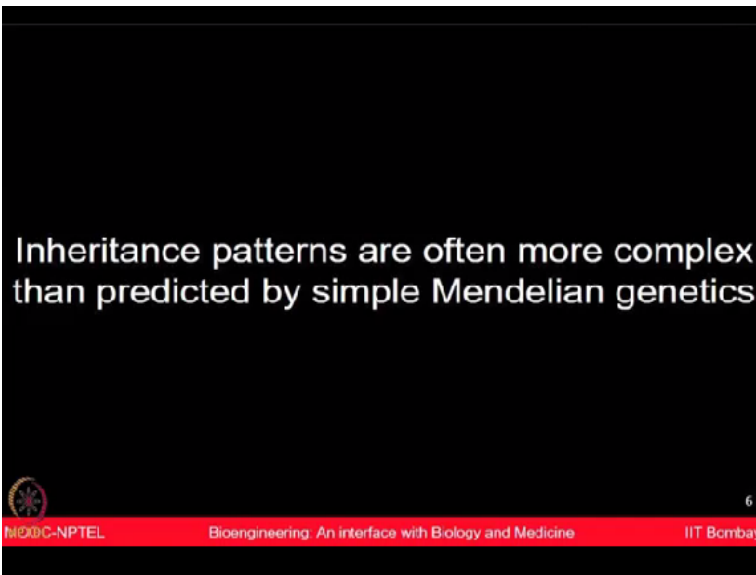 Inheritance patterns are often more complex
than predicted by simple Mendelian genetics
6
MOOC-NPTEL
Bioengineering: An interface with Biology and Medicine
IIT Bombay